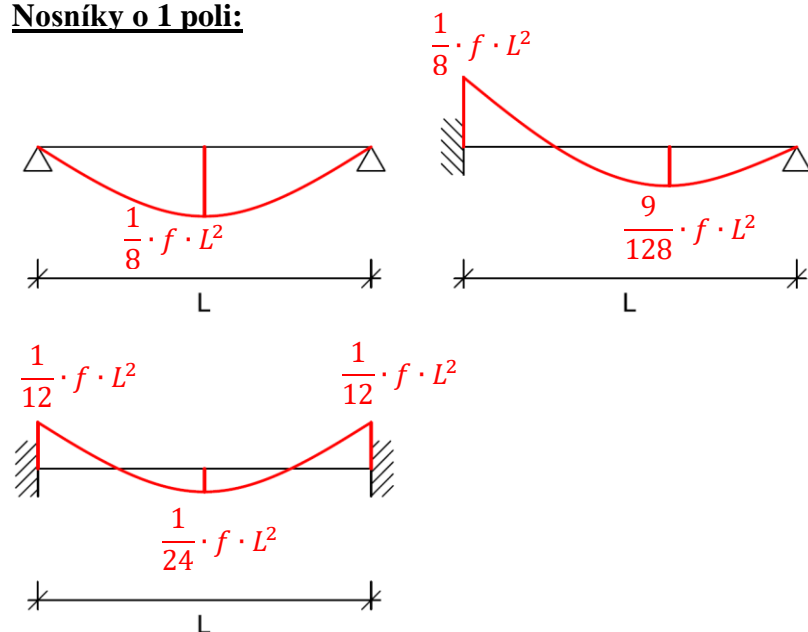 Nosníky o 1 poli:
1/8 · f · L²
1/8 · f · L²
9/128 · f · L²
L
L
1/12 · f · L²
1/12 · f · L²
1/24 · f · L²
L